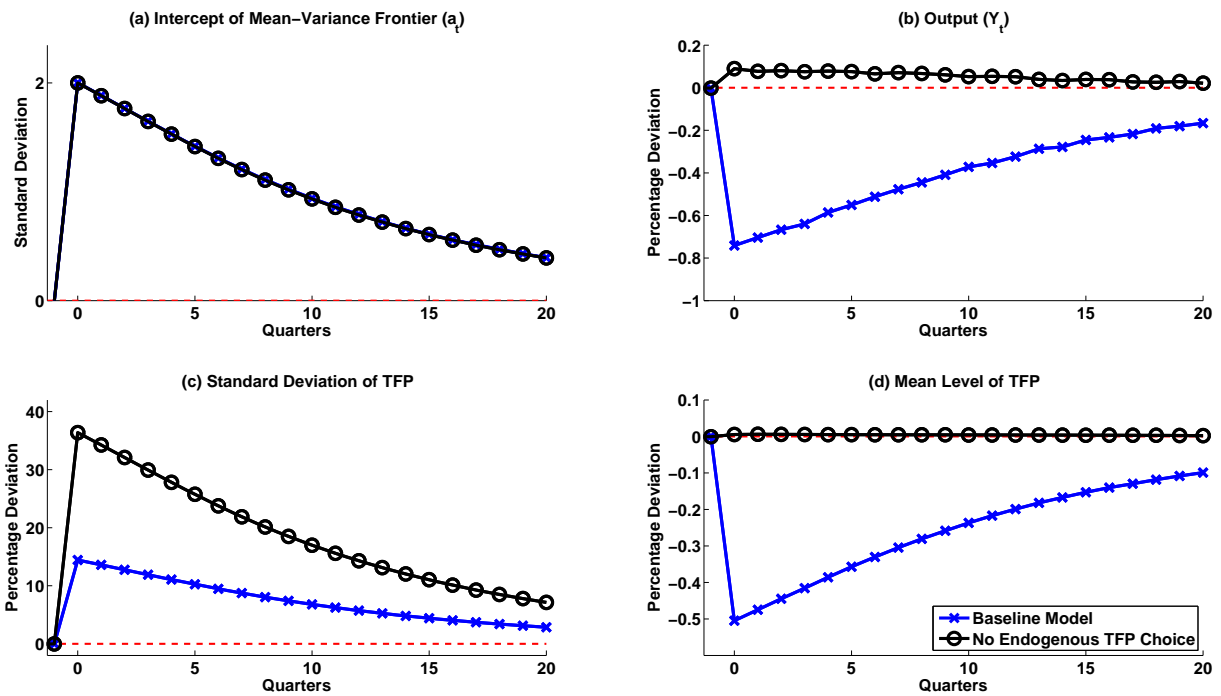 (a) Intercept of Mean−Variance Frontier (at)
Standard Deviation
2
0
0 5 10 15 20
Quarters
(b) Output (Yt)
Percentage Deviation
0.2
0
−0.2
−0.4
−0.6
−0.8
−1
0 5 10 15 20
Quarters
(c) Standard Deviation of TFP
Percentage Deviation
40
30
20
10
0
0 5 10 15 20
Quarters
(d) Mean Level of TFP
Percentage Deviation
0.1
0
−0.1
−0.2
−0.3
−0.4
−0.5
0 5 10 15 20
Quarters
Baseline Model
No Endogenous TFP Choice